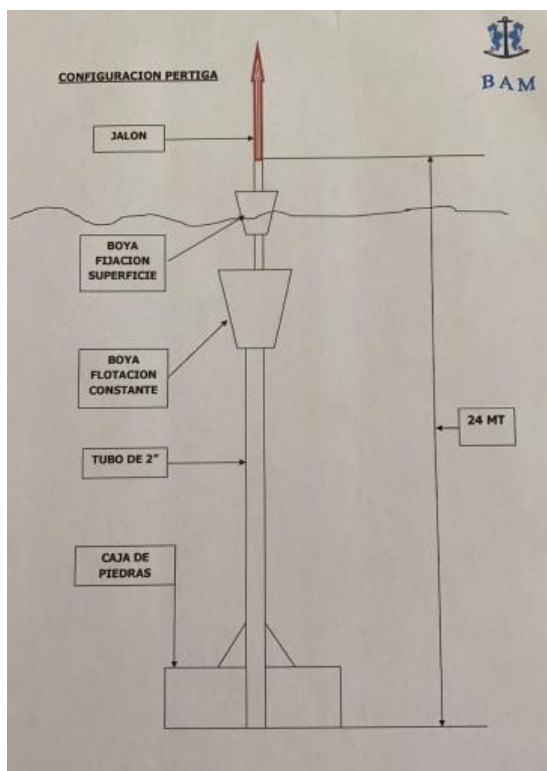 CONFIGURACION PERTIGA
BAM
JALON
BOYA
FIJACION
SUPERFICIE
BOYA
FLOTACION
CONSTANTE
24 MT
TUBO DE 2"
CAJA DE
PIEDRAS